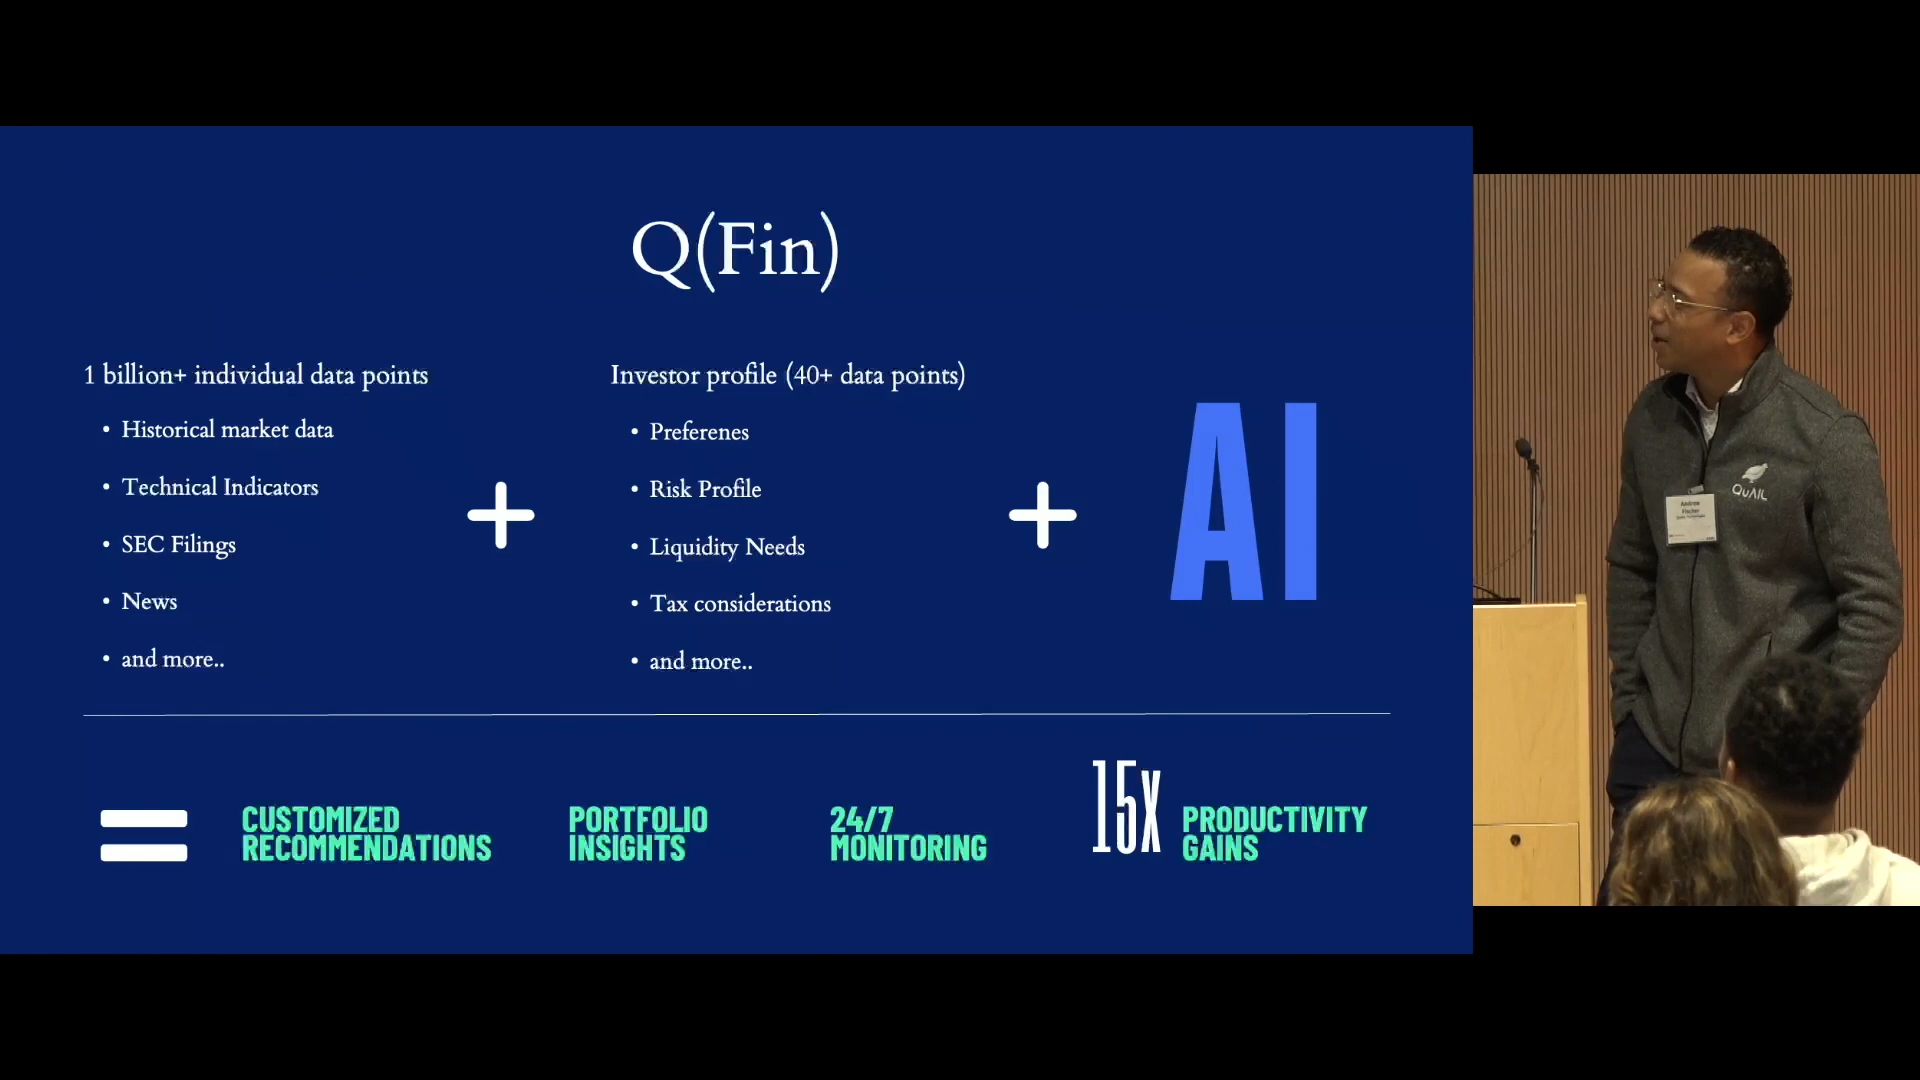 Q(Fin)
1 billion+ individual data points
• Historical market data
• Technical Indicators
• SEC Filings
• News
• and more..
+
Investor profile (40+ data points)
• Preferenes
• Risk Profile
• Liquidity Needs
• Tax considerations
• and more..
+
AI
=
CUSTOMIZED
RECOMMENDATIONS
PORTFOLIO
INSIGHTS
24/7
MONITORING
15X
PRODUCTIVITY
GAINS
QUAIL
Andrew
Fischer